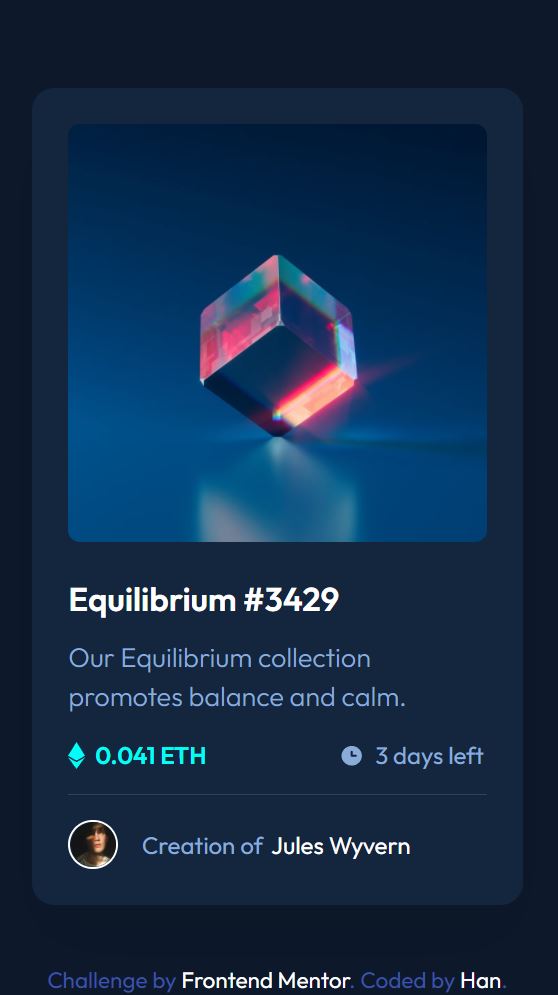 Equilibrium #3429
Our Equilibrium collection
promotes balance and calm.
0.041 ETH
3 days left
Creation of Jules Wyvern
Challenge by Frontend Mentor. Coded by Han.